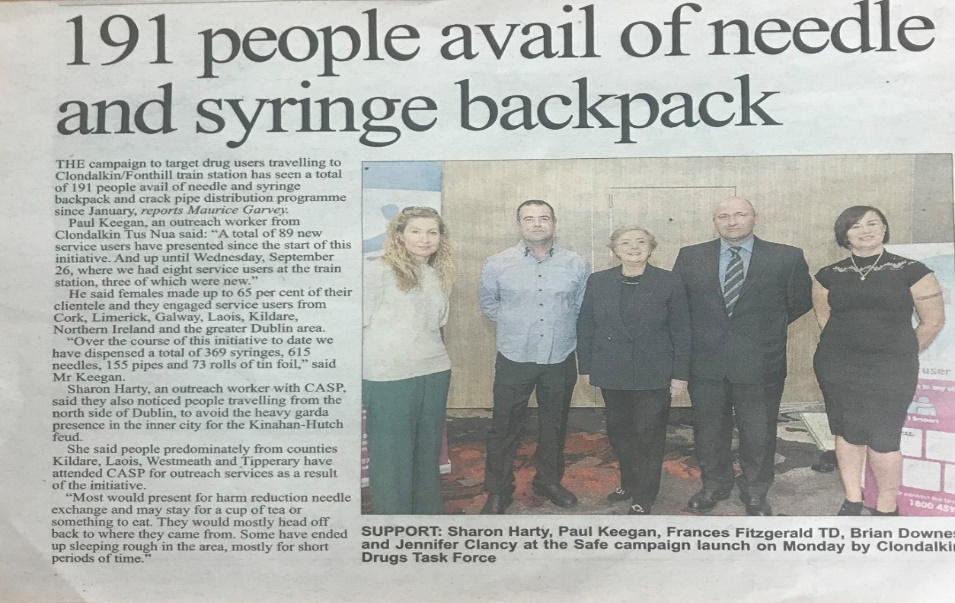 191 people avail of needle
and syringe backpack
THE campaign to target drug users travelling to
Clondalkin/Fonthill train station has seen a total
of 191 people avail of needle and syringe
backpack and crack pipe distribution programme
since January, reports Maurice Garvey.
Paul Keegan, an outreach worker from
Clondalkin Tus Nua said: “A total of 89 new
service users have presented since the start of this
initiative. And up until Wednesday, September
26, where we had eight service users at the train
station, three of which were new.”
He said females made up to 65 per cent of their
clientele and they engaged service users from
Cork, Limerick, Galway, Laois, Kildare,
Northern Ireland and the greater Dublin area.
“Over the course of this initiative to date we
have dispensed a total of 369 syringes, 615
needles, 155 pipes and 73 rolls of tin foil,” said
Mr Keegan.
Sharon Harty, an outreach worker with CASP,
said they also noticed people travelling from the
north side of Dublin, to avoid the heavy garda
presence in the inner city for the Kinahan-Hutch
feud.
She said people predominately from counties
Kildare, Laois, Westmeath and Tipperary have
attended CASP for outreach services as a result
of the initiative.
“Most would present for harm reduction needle
exchange and may stay for a cup of tea or
something to eat. They would mostly head off
back to where they came from. Some have ended
up sleeping rough in the area, mostly for short
periods of time.”
user
1800 459
SUPPORT: Sharon Harty, Paul Keegan, Frances Fitzgerald TD, Brian Downes
and Jennifer Clancy at the Safe campaign launch on Monday by Clondalkin
Drugs Task Force